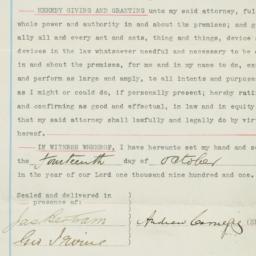 HEREBY GIVING AND GRANTING unto my said attorney, ful
whole power and authority in and about the premises; and g
ally all and every act and acts, thing and things, device
devices in the law whatsoever needful and necessary to be
in and about the premises, for me and in my name to do, ex
and perform as large and amply, to all intents and purpose
as I might or could do, if personally present; hereby rati
and confirming as good and effectual, in law and in equity
that my said attorney shall lawfully and legally do by virt
hereof.
IN WITNESS WHEREOF, I have hereunto set my hand and s
the Fourteenth day of October
in the year of our Lord one thousand nine hundred and one.
Sealed and delivered in
presence of
Jas Bertram
Andrew Carnegie (S
Irvine